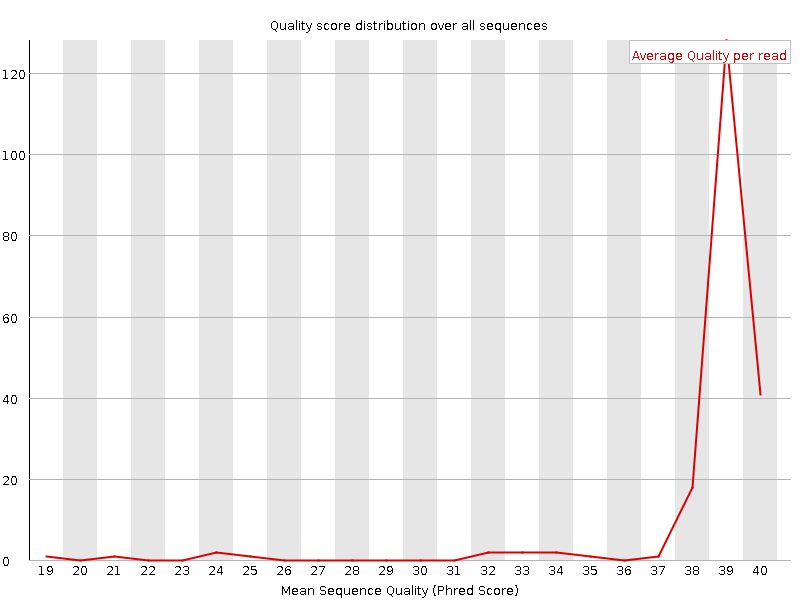 Quality score distribution over all sequences
Average Quality per read
120
100
80
60
40
20
0
19 20 21 22 23 24 25 26 27 28 29 30 31 32 33 34 35 36 37 38 39 40
Mean Sequence Quality (Phred Score)